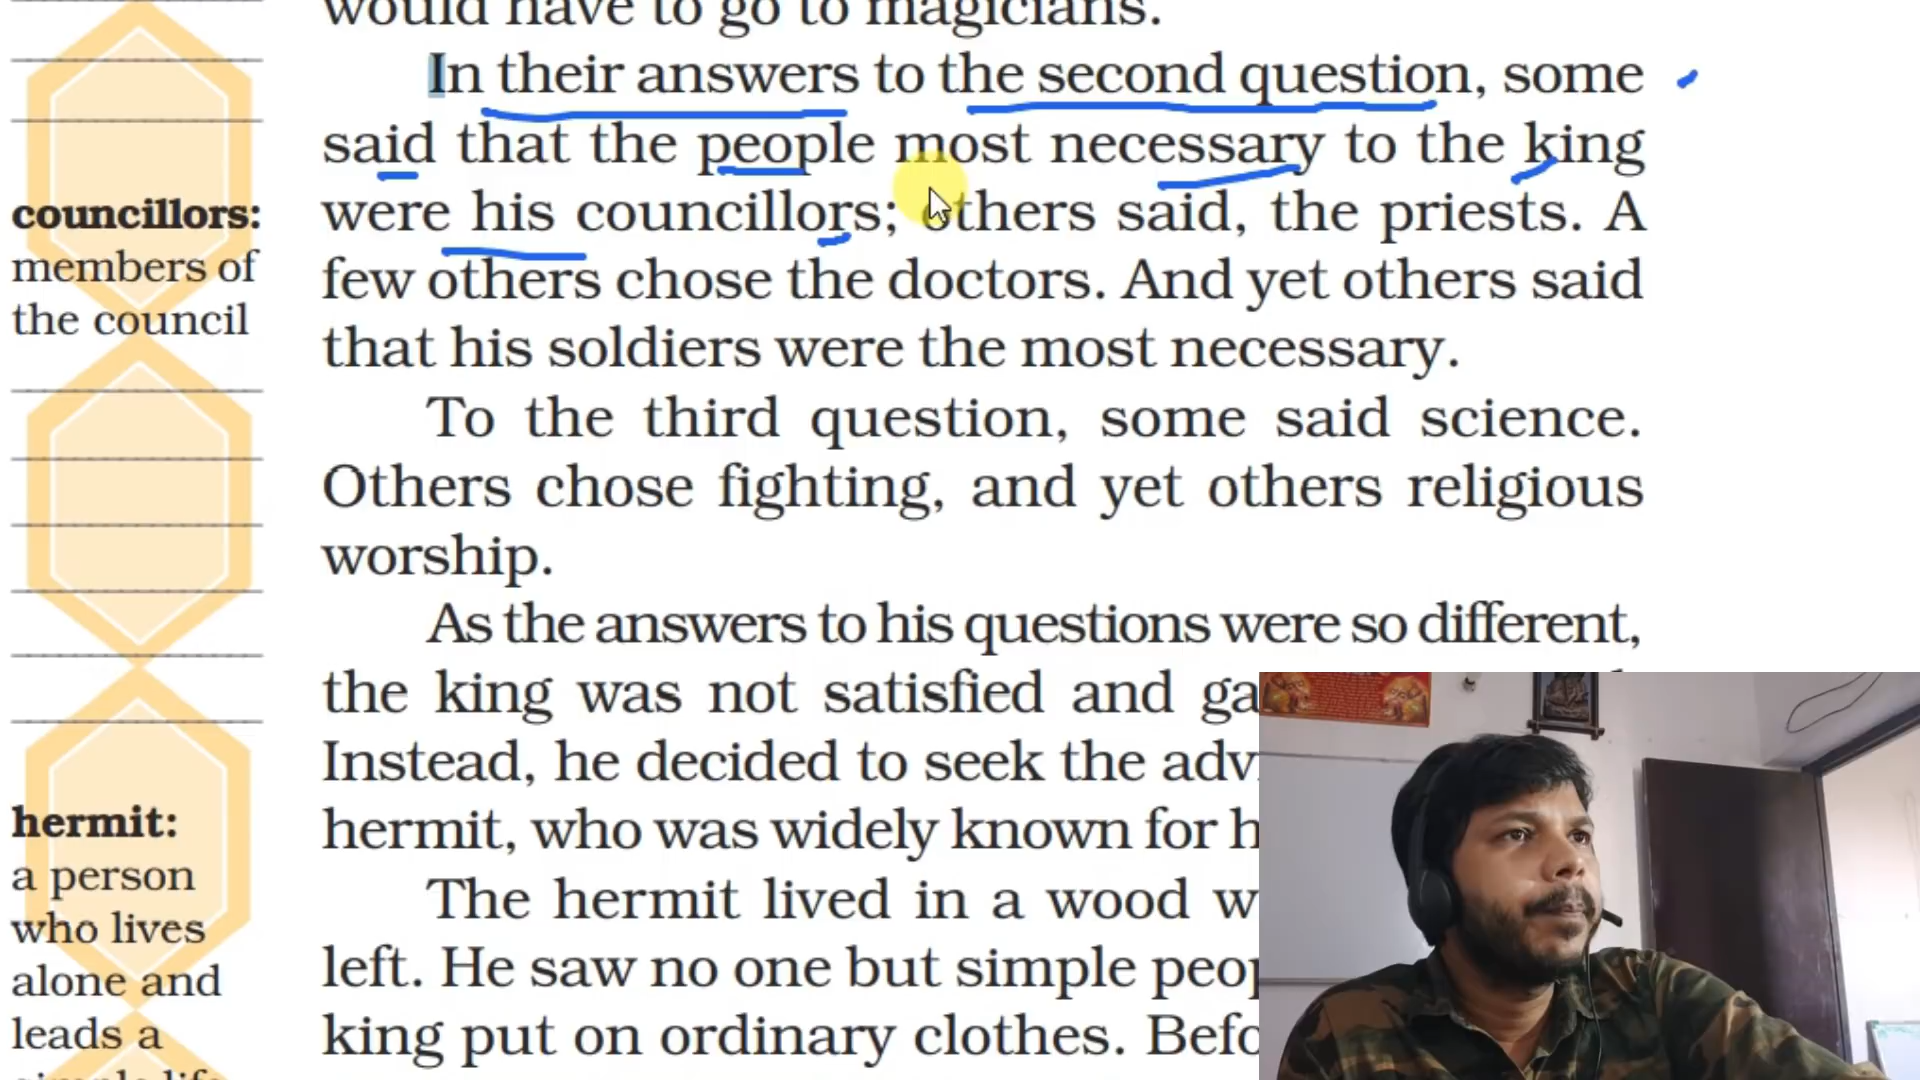 would have to go to magicians.
In their answers to the second question, some
said that the people most necessary to the king
were his councillors; others said, the priests. A
few others chose the doctors. And yet others said
that his soldiers were the most necessary.
To the third question, some said science.
Others chose fighting, and yet others religious
worship.
As the answers to his questions were so different,
the king was not satisfied and
Instead, he decided to seek the
hermit, who was widely known for
The hermit lived in a wood
left. He saw no one but simple
king put on ordinary clothes.
councillors:
members of
the council
hermit:
a person
who lives
alone and
leads a
simple life